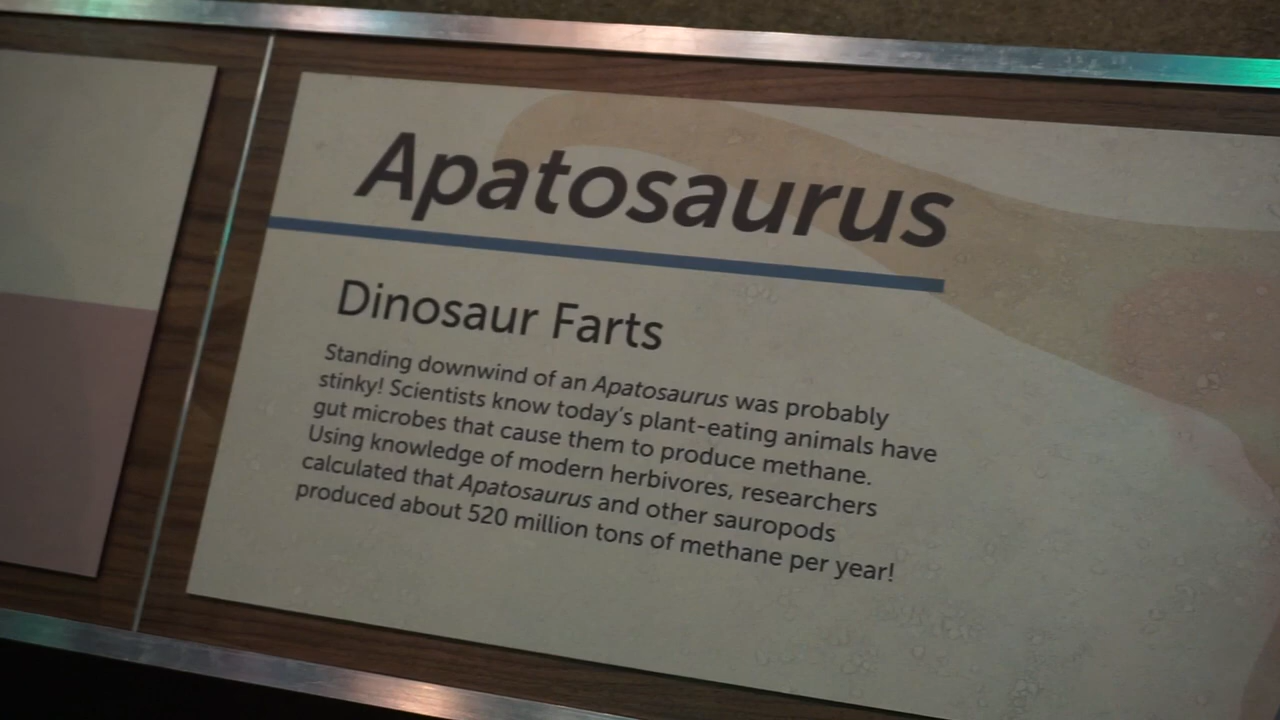 Apatosaurus
Dinosaur Farts
Standing downwind of an Apatosaurus was probably
stinky! Scientists know today's plant-eating animals have
gut microbes that cause them to produce methane.
Using knowledge of modern herbivores, researchers
calculated that Apatosaurus and other sauropods
produced about 520 million tons of methane per year!